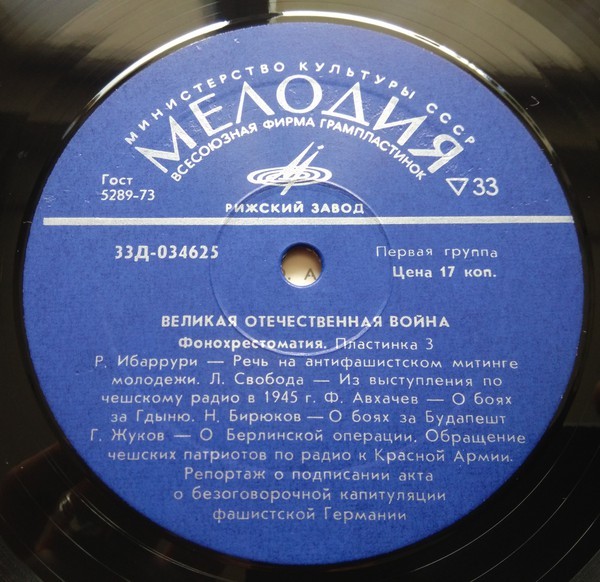 МИНИСТЕРСТВО КУЛЬТУРЫ СССР
МЕЛОДИЯ
ВСЕСОЮЗНАЯ ФИРМА ГРАМПЛАСТИНОК
Гост
5289-73
▽33
РИЖСКИЙ ЗАВОД
33Д-034625
Первая группа
Цена 17 коп.
ВЕЛИКАЯ ОТЕЧЕСТВЕННАЯ ВОЙНА
Фонохрестоматия. Пластинка 3
Р. Ибаррури — Речь на антифашистском митинге
молодежи. Л. Свобода — Из выступления по
чешскому радио в 1945 г. Ф. Авхачев — О боях
за Гдыню. Н. Бирюков — О боях за Будапешт
Г. Жуков — О Берлинской операции. Обращение
чешских патриотов по радио к Красной Армии.
Репортаж о подписании акта
о безоговорочной капитуляции
фашистской Германии